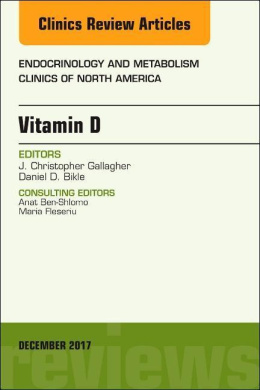 Clinics Review Articles
ENDOCRINOLOGY AND METABOLISM
CLINICS OF NORTH AMERICA
Vitamin D
EDITORS
J. Christopher Gallagher
Daniel D. Bikle
CONSULTING EDITORS
Anat Ben-Shlomo
Maria Fleseriu
DECEMBER 2017
reviews